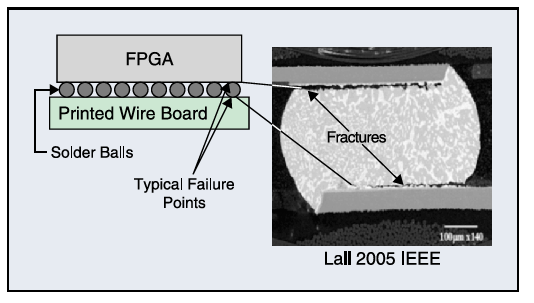 FPGA
Printed Wire Board
Solder Balls
Typical Failure
Points
Fractures
100µm x140
Lall 2005 IEEE